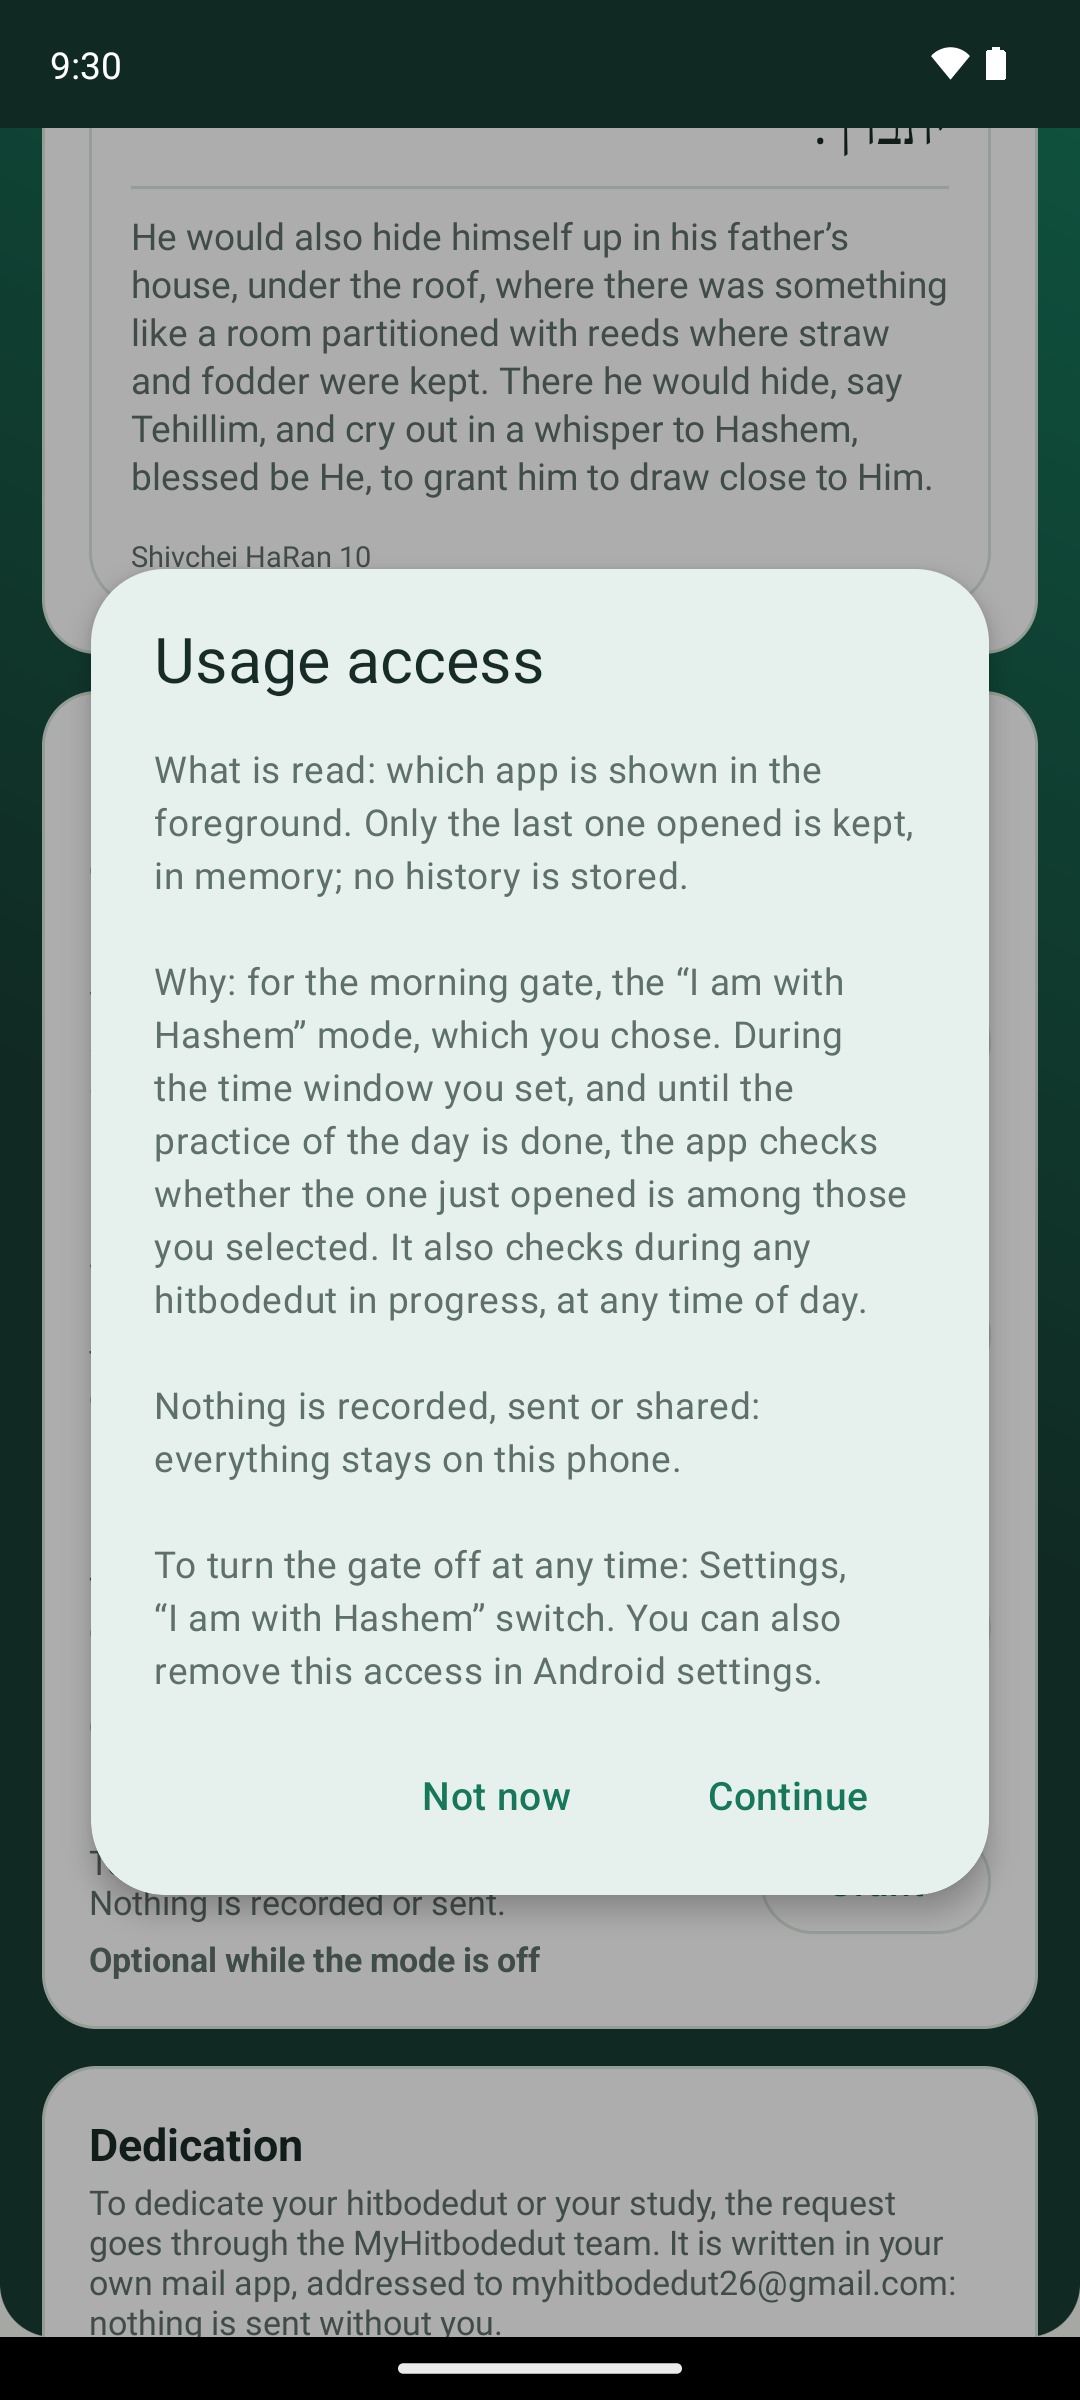 9:30
He would also hide himself up in his father’s
house, under the roof, where there was something
like a room partitioned with reeds where straw
and fodder were kept. There he would hide, say
Tehillim, and cry out in a whisper to Hashem,
blessed be He, to grant him to draw close to Him.
Shivchei HaRan 10
Usage access
What is read: which app is shown in the
foreground. Only the last one opened is kept,
in memory; no history is stored.
Why: for the morning gate, the “I am with
Hashem” mode, which you chose. During
the time window you set, and until the
practice of the day is done, the app checks
whether the one just opened is among those
you selected. It also checks during any
hitbodedut in progress, at any time of day.
Nothing is recorded, sent or shared:
everything stays on this phone.
To turn the gate off at any time: Settings,
“I am with Hashem” switch. You can also
remove this access in Android settings.
Not now
Continue
Nothing is recorded or sent.
Optional while the mode is off
Dedication
To dedicate your hitbodedut or your study, the request
goes through the MyHitbodedut team. It is written in your
own mail app, addressed to myhitbodedut26@gmail.com:
nothing is sent without you.